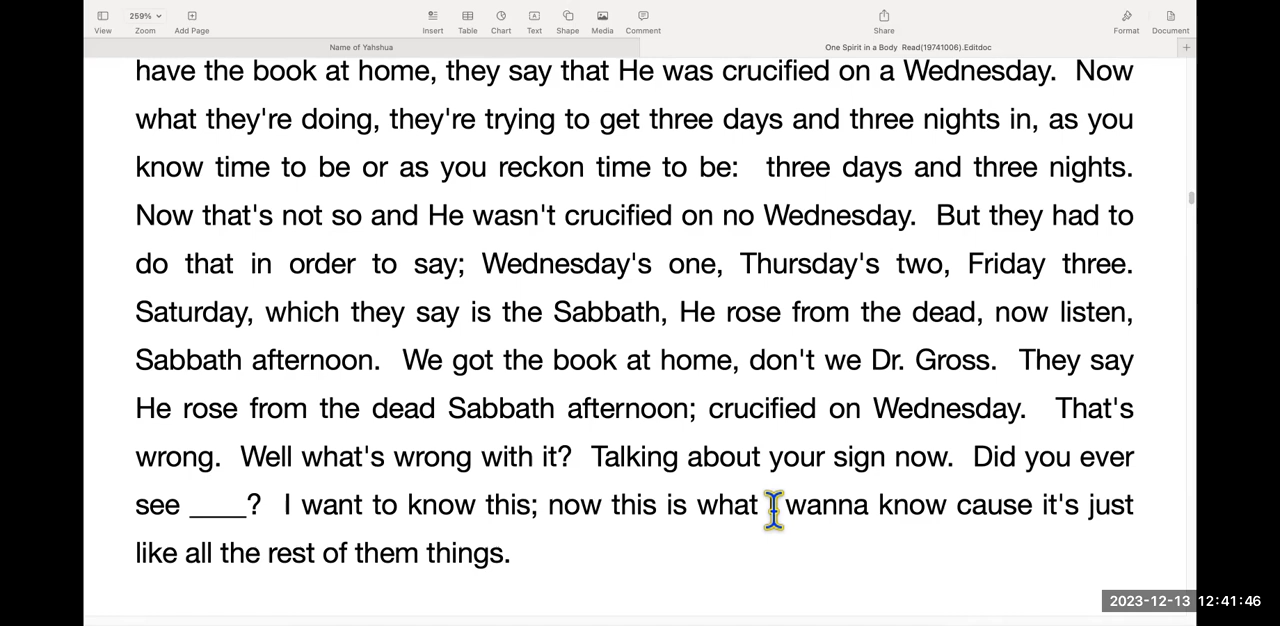 259%
View
Zoom
Add Page
Insert
Table
Chart
Text
Shape
Media
Comment
Share
Format
Document
Name of Yahshua
One Spirit in a Body Read(19741006).Editdoc
have the book at home, they say that He was crucified on a Wednesday. Now
what they're doing, they're trying to get three days and three nights in, as you
know time to be or as you reckon time to be: three days and three nights.
Now that's not so and He wasn't crucified on no Wednesday. But they had to
do that in order to say; Wednesday's one, Thursday's two, Friday three.
Saturday, which they say is the Sabbath, He rose from the dead, now listen,
Sabbath afternoon. We got the book at home, don't we Dr. Gross. They say
He rose from the dead Sabbath afternoon; crucified on Wednesday. That's
wrong. Well what's wrong with it? Talking about your sign now. Did you ever
see ____? I want to know this; now this is what I wanna know cause it's just
like all the rest of them things.
2023-12-13 12:41:46